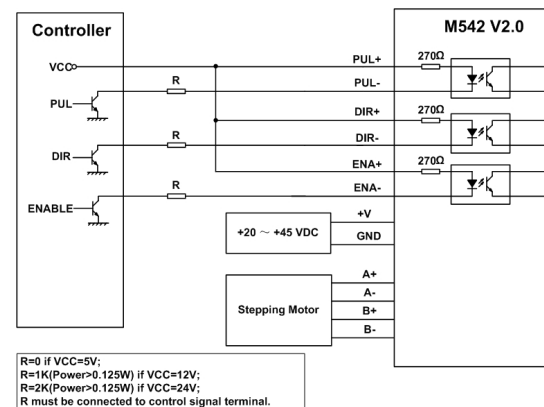 Controller
M542 V2.0
VCC
PUL+
270Ω
R
PUL-
PUL
DIR+
270Ω
R
DIR-
DIR
ENA+
270Ω
R
ENA-
ENABLE
+V
+20 ~ +45 VDC
GND
A+
A-
Stepping Motor
B+
B-
R=0 if VCC=5V;
R=1K(Power>0.125W) if VCC=12V;
R=2K(Power>0.125W) if VCC=24V;
R must be connected to control signal terminal.